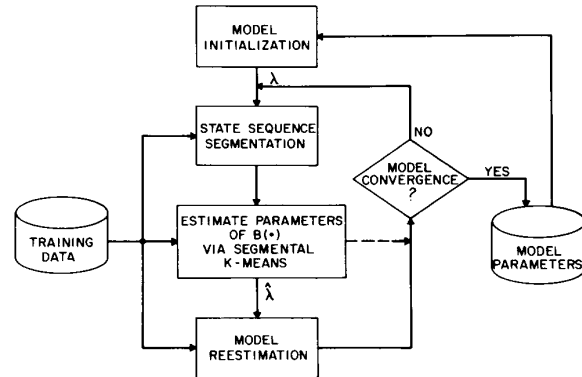 MODEL
INITIALIZATION
λ
STATE SEQUENCE
SEGMENTATION
NO
MODEL
CONVERGENCE
?
YES
TRAINING
DATA
ESTIMATE PARAMETERS
OF B(•)
VIA SEGMENTAL
K-MEANS
MODEL
PARAMETERS
λ̂
MODEL
REESTIMATION